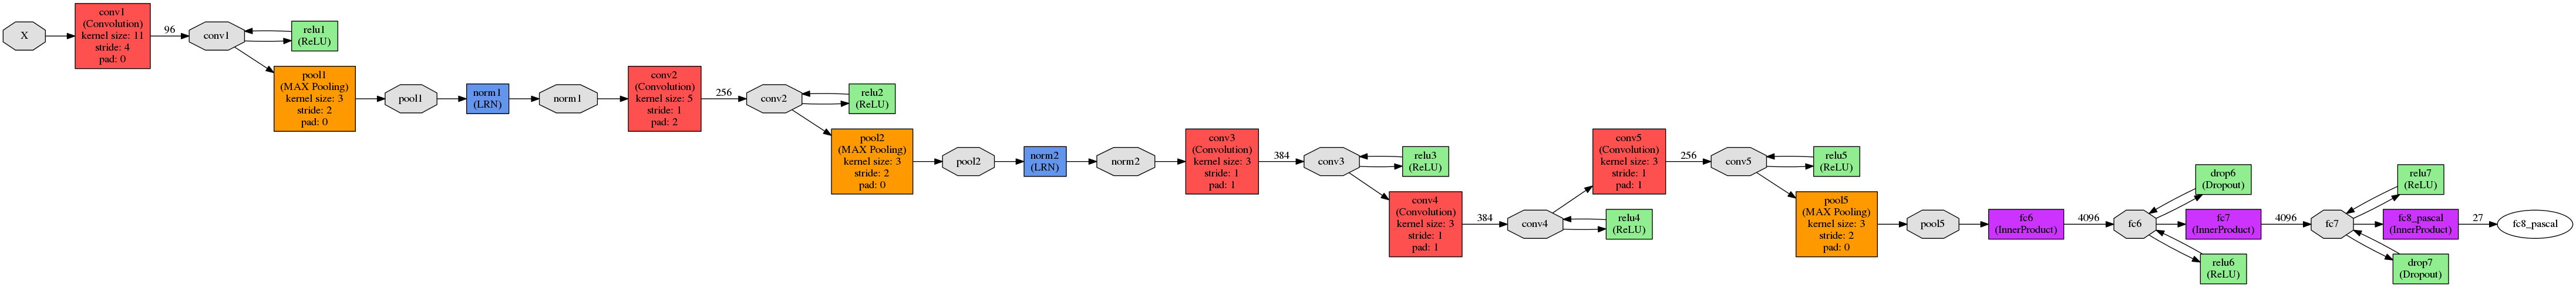 X
conv1
(Convolution)
kernel size: 11
stride: 4
pad: 0
96
conv1
relu1
(ReLU)
pool1
(MAX Pooling)
kernel size: 3
stride: 2
pad: 0
pool1
norm1
(LRN)
norm1
conv2
(Convolution)
kernel size: 5
stride: 1
pad: 2
256
conv2
relu2
(ReLU)
pool2
(MAX Pooling)
kernel size: 3
stride: 2
pad: 0
pool2
norm2
(LRN)
norm2
conv3
(Convolution)
kernel size: 3
stride: 1
pad: 1
384
conv3
relu3
(ReLU)
conv4
(Convolution)
kernel size: 3
stride: 1
pad: 1
384
conv4
relu4
(ReLU)
conv5
(Convolution)
kernel size: 3
stride: 1
pad: 1
256
conv5
relu5
(ReLU)
pool5
(MAX Pooling)
kernel size: 3
stride: 2
pad: 0
pool5
fc6
(InnerProduct)
4096
fc6
drop6
(Dropout)
relu6
(ReLU)
fc7
(InnerProduct)
4096
fc7
relu7
(ReLU)
drop7
(Dropout)
fc8_pascal
(InnerProduct)
27
fc8_pascal